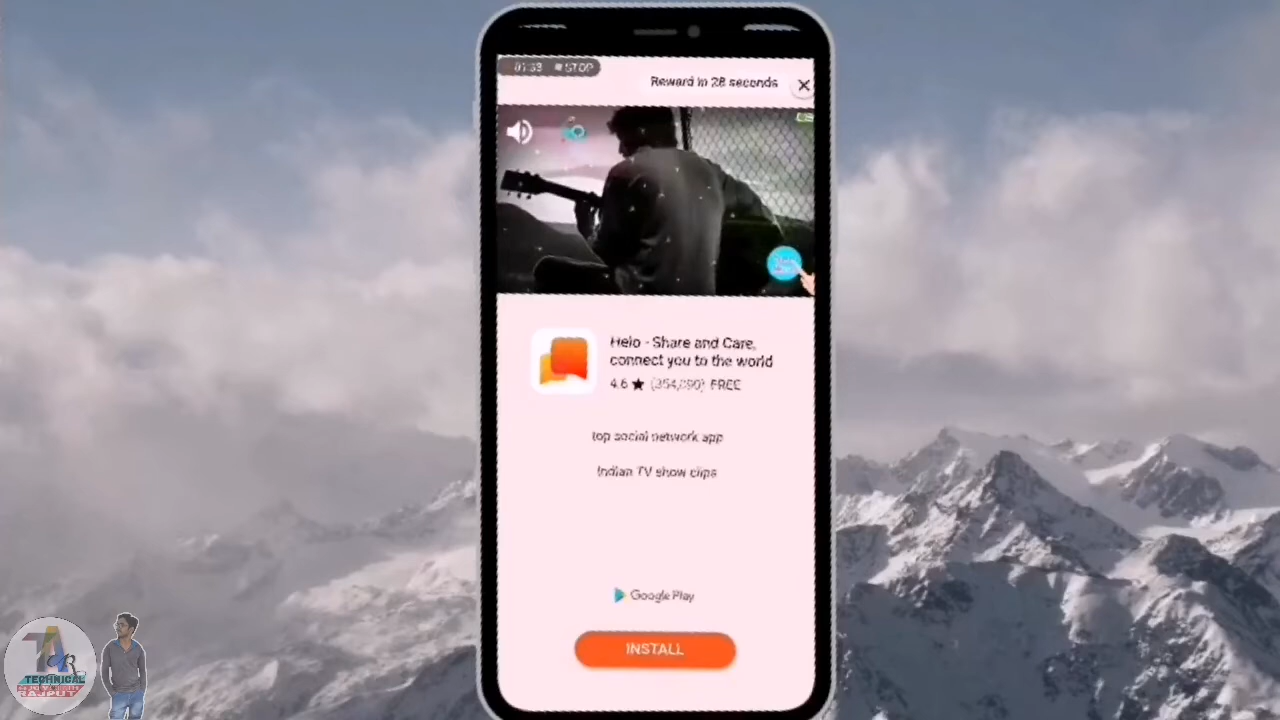 01:33 STOP
Reward in 28 seconds
Helo - Share and Care,
connect you to the world
4.6 ★ FREE
top social network app
Indian TV show clips
Google Play
INSTALL
TECHNICAL
RAJPUT